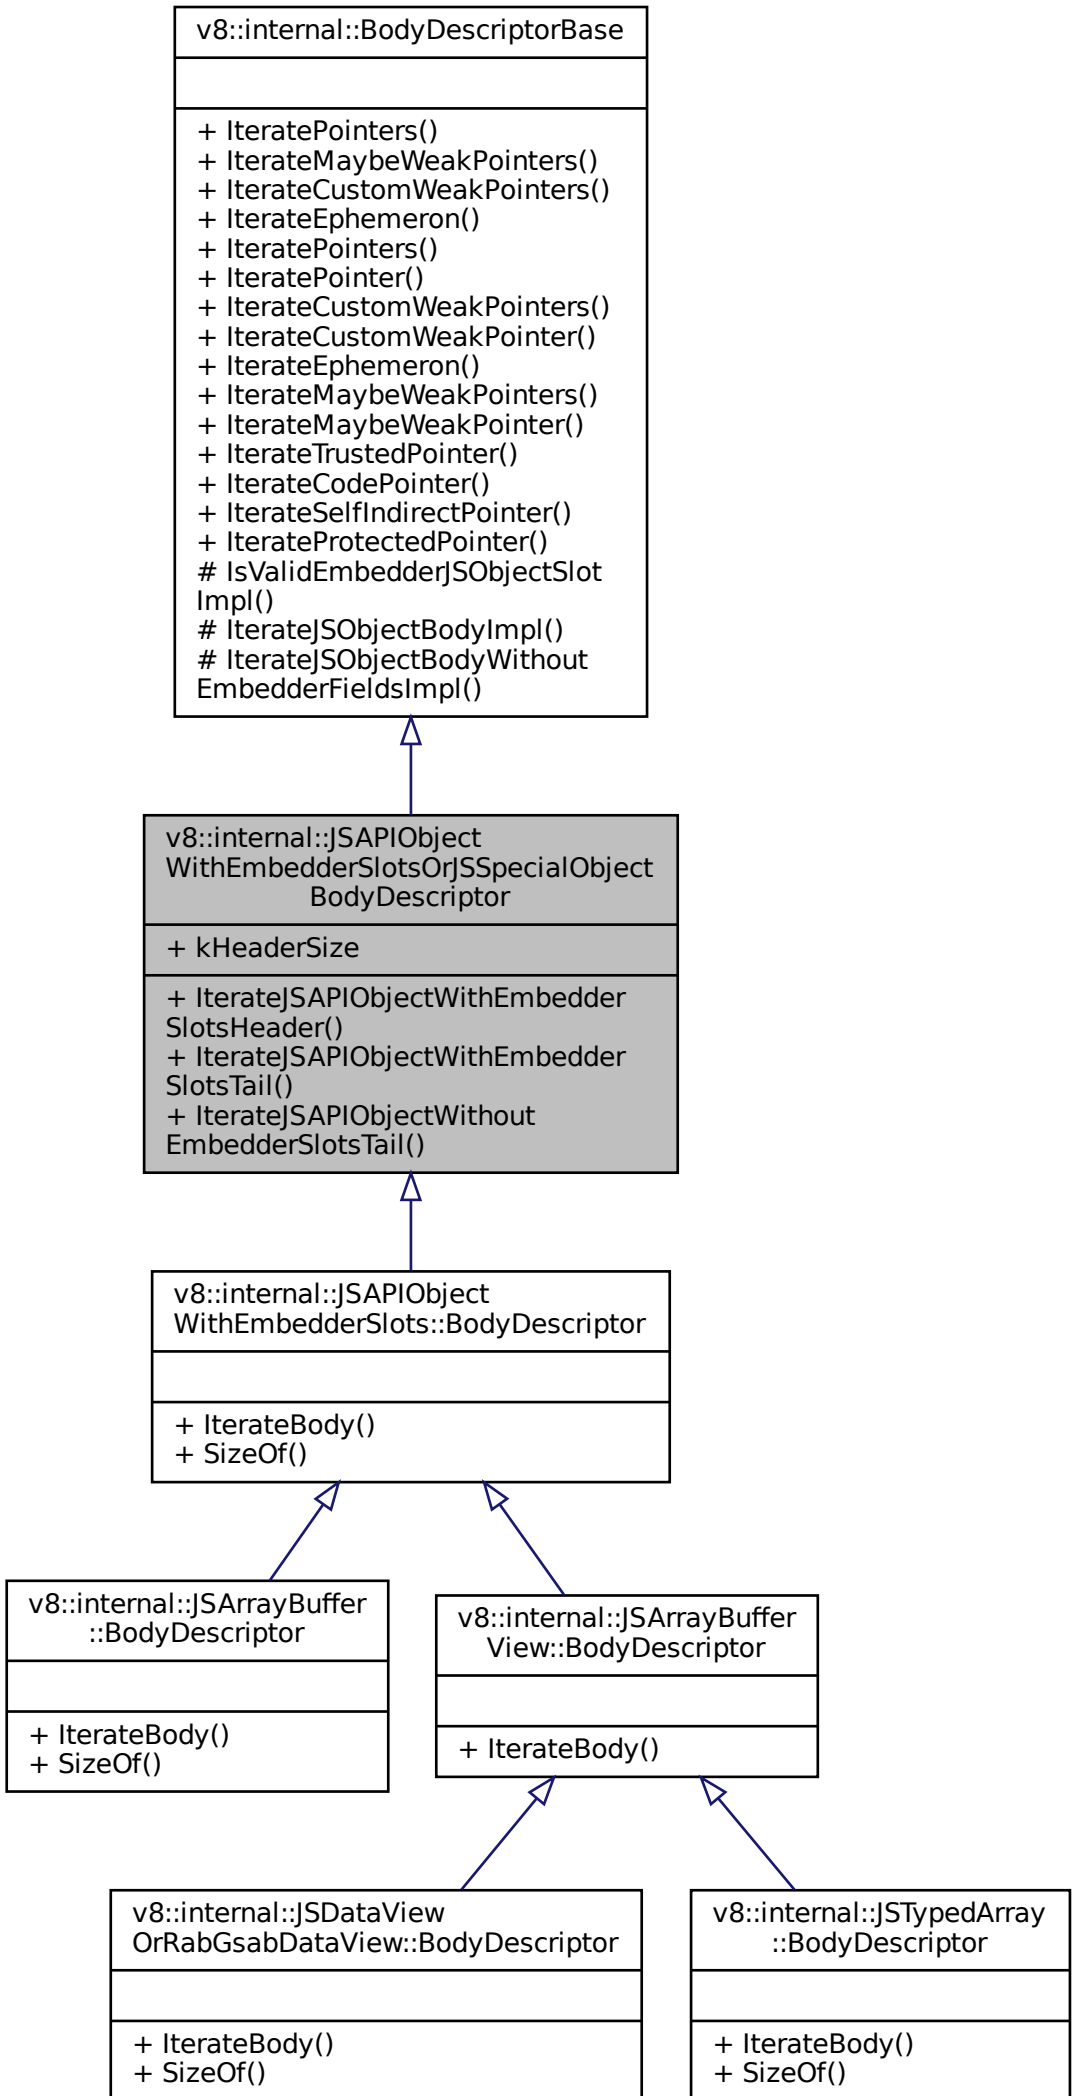 v8::internal::BodyDescriptorBase
+ IteratePointers()
+ IterateMaybeWeakPointers()
+ IterateCustomWeakPointers()
+ IterateEphemeron()
+ IteratePointers()
+ IteratePointer()
+ IterateCustomWeakPointers()
+ IterateCustomWeakPointer()
+ IterateEphemeron()
+ IterateMaybeWeakPointers()
+ IterateMaybeWeakPointer()
+ IterateTrustedPointer()
+ IterateCodePointer()
+ IterateSelfIndirectPointer()
+ IterateProtectedPointer()
# IsValidEmbedderJSObjectSlot
Impl()
# IterateJSObjectBodyImpl()
# IterateJSObjectBodyWithout
EmbedderFieldsImpl()
v8::internal::JSAPIObject
WithEmbedderSlotsOrJSSpecialObject
BodyDescriptor
+ kHeaderSize
+ IterateJSAPIObjectWithEmbedder
SlotsHeader()
+ IterateJSAPIObjectWithEmbedder
SlotsTail()
+ IterateJSAPIObjectWithout
EmbedderSlotsTail()
v8::internal::JSAPIObject
WithEmbedderSlots::BodyDescriptor
+ IterateBody()
+ SizeOf()
v8::internal::JSArrayBuffer
::BodyDescriptor
+ IterateBody()
+ SizeOf()
v8::internal::JSArrayBuffer
View::BodyDescriptor
+ IterateBody()
v8::internal::JSDataView
OrRabGsabDataView::BodyDescriptor
+ IterateBody()
+ SizeOf()
v8::internal::JSTypedArray
::BodyDescriptor
+ IterateBody()
+ SizeOf()